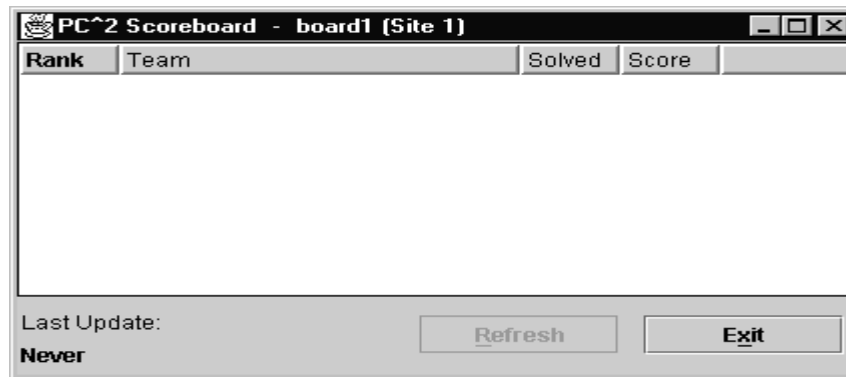 PC^2 Scoreboard - board1 (Site 1)
Rank Team Solved Score
Last Update:
Never
Refresh Exit